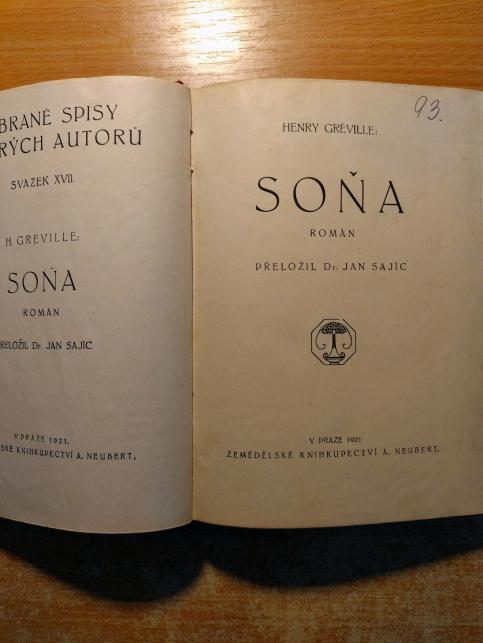 BRANÉ SPISY
RÝCH AUTORŮ
SVAZEK XVII.
H. GRÉVILLE:
SOŇA
ROMÁN
ŘELOŽIL Dr. JAN SAJÍC
V PRAZE 1921.
SKÉ KNIHKUPECTVÍ A. NEUBERT,
93.
HENRY GRÉVILLE:
SOŇA
ROMÁN
PŘELOŽIL Dr. JAN SAJÍC
V PRAZE 1921
ZEMĚDĚLSKÉ KNIHKUPECTVÍ A. NEUBERT,